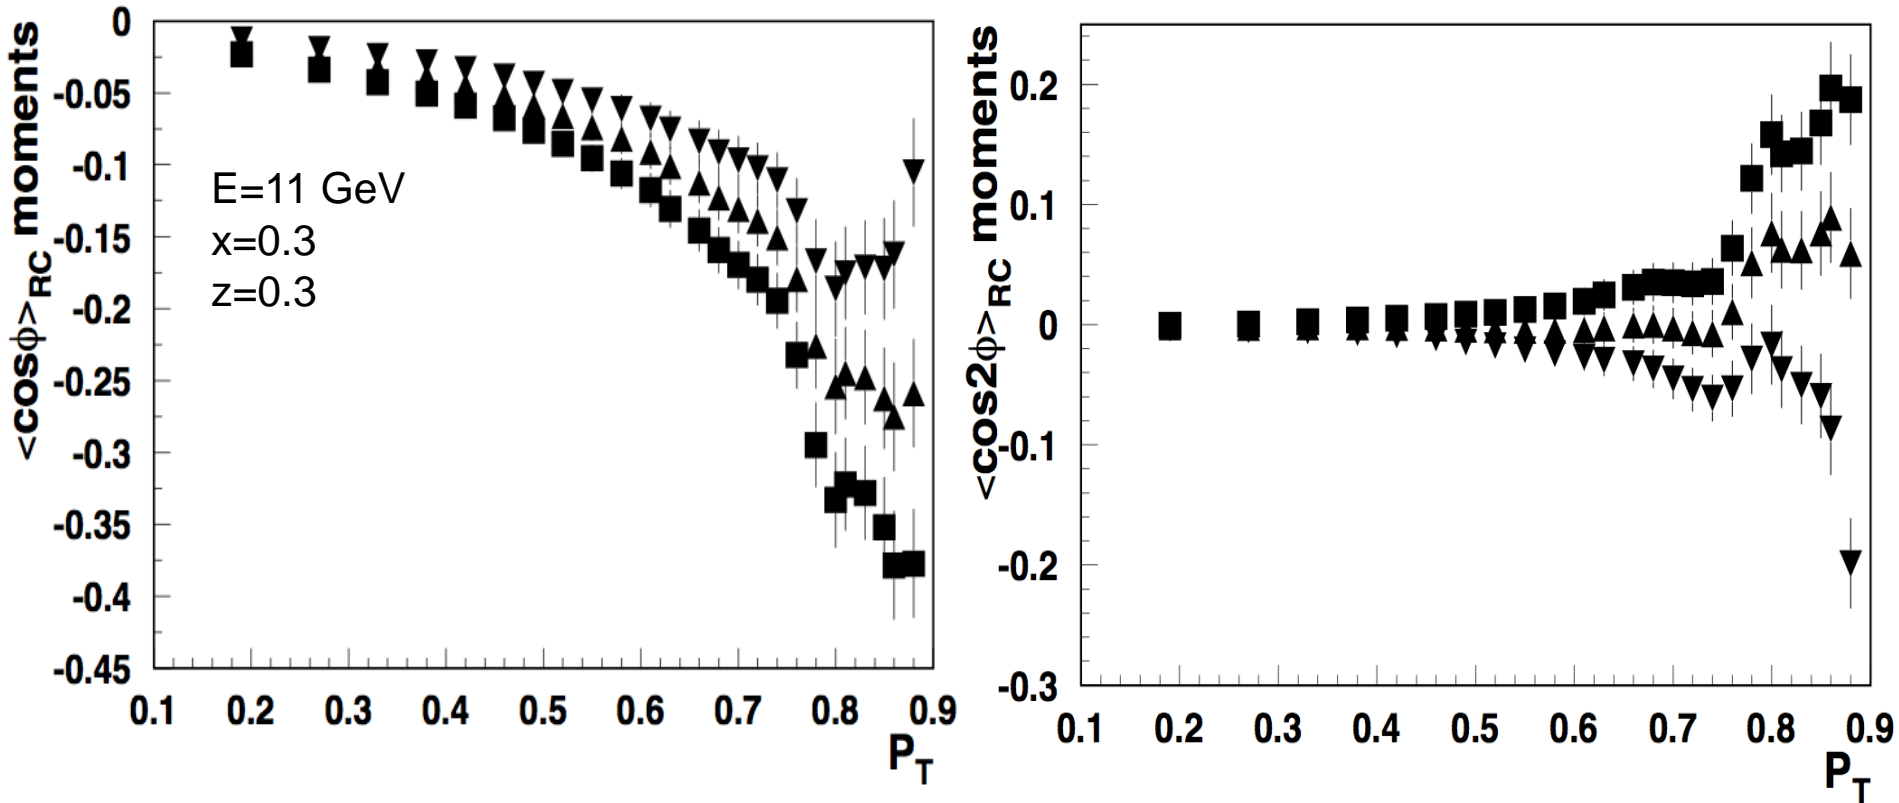 <cosϕ>RC moments
0
-0.05
-0.1
-0.15
-0.2
-0.25
-0.3
-0.35
-0.4
-0.45
E=11 GeV
x=0.3
z=0.3
0.1 0.2 0.3 0.4 0.5 0.6 0.7 0.8 0.9
PT
<cos2ϕ>RC moments
0.2
0.1
0
-0.1
-0.2
-0.3
0.1 0.2 0.3 0.4 0.5 0.6 0.7 0.8 0.9
PT